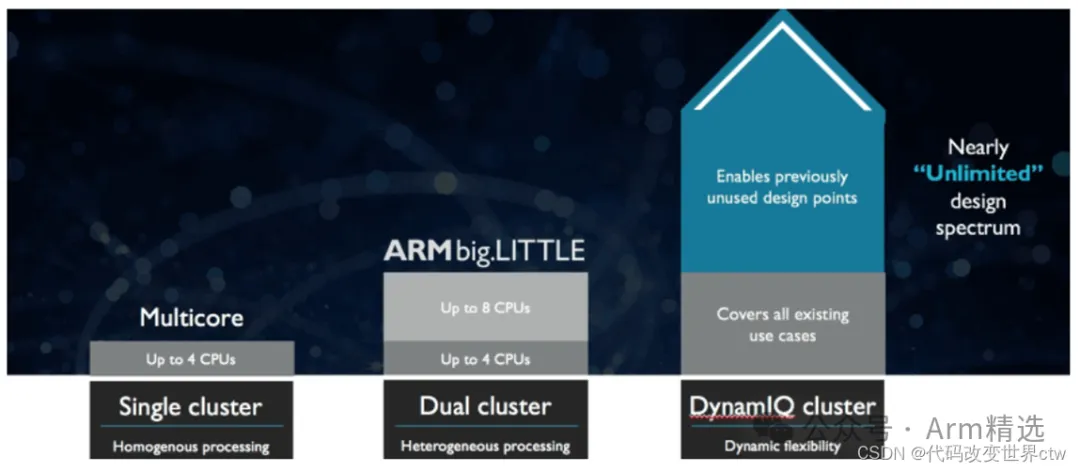 Multicore
Up to 4 CPUs
Single cluster
Homogenous processing
ARM big.LITTLE
Up to 8 CPUs
Up to 4 CPUs
Dual cluster
Heterogeneous processing
Enables previously
unused design points
Covers all existing
use cases
DynamIQ cluster
Dynamic flexibility
Nearly
“Unlimited”
design
spectrum
公众号 · Arm精选
CSDN @代码改变世界ctw